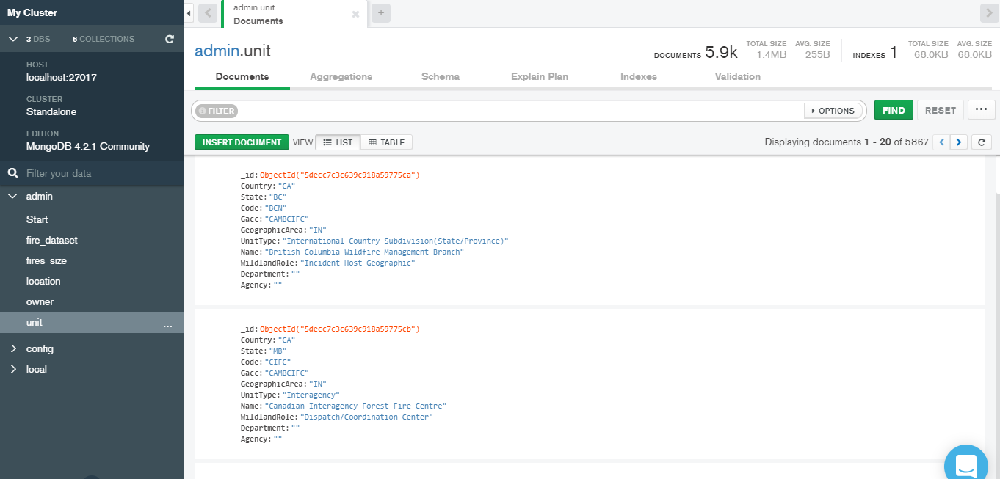 My Cluster
3 DBS 6 COLLECTIONS
HOST
localhost:27017
CLUSTER
Standalone
EDITION
MongoDB 4.2.1 Community
Filter your data
admin
Start
fire_dataset
fires_size
location
owner
unit ...
config
local
admin.unit
Documents
admin.unit
DOCUMENTS 5.9k
TOTAL SIZE
1.4MB
AVG. SIZE
255B
INDEXES 1
TOTAL SIZE
68.0KB
AVG. SIZE
68.0KB
Documents Aggregations Schema Explain Plan Indexes Validation
FILTER OPTIONS FIND RESET ...
INSERT DOCUMENT VIEW LIST TABLE Displaying documents 1 - 20 of 5867
_id: ObjectId("5decc7c3c639c918a59775ca")
Country: "CA"
State: "BC"
Code: "BCN"
Gacc: "CAMBCIFC"
GeographicArea: "IN"
UnitType: "International Country Subdivision(State/Province)"
Name: "British Columbia Wildfire Management Branch"
WildlandRole: "Incident Host Geographic"
Department: ""
Agency: ""
_id: ObjectId("5decc7c3c639c918a59775cb")
Country: "CA"
State: "MB"
Code: "CIFC"
Gacc: "CAMBCIFC"
GeographicArea: "IN"
UnitType: "Interagency"
Name: "Canadian Interagency Forest Fire Centre"
WildlandRole: "Dispatch/Coordination Center"
Department: ""
Agency: ""